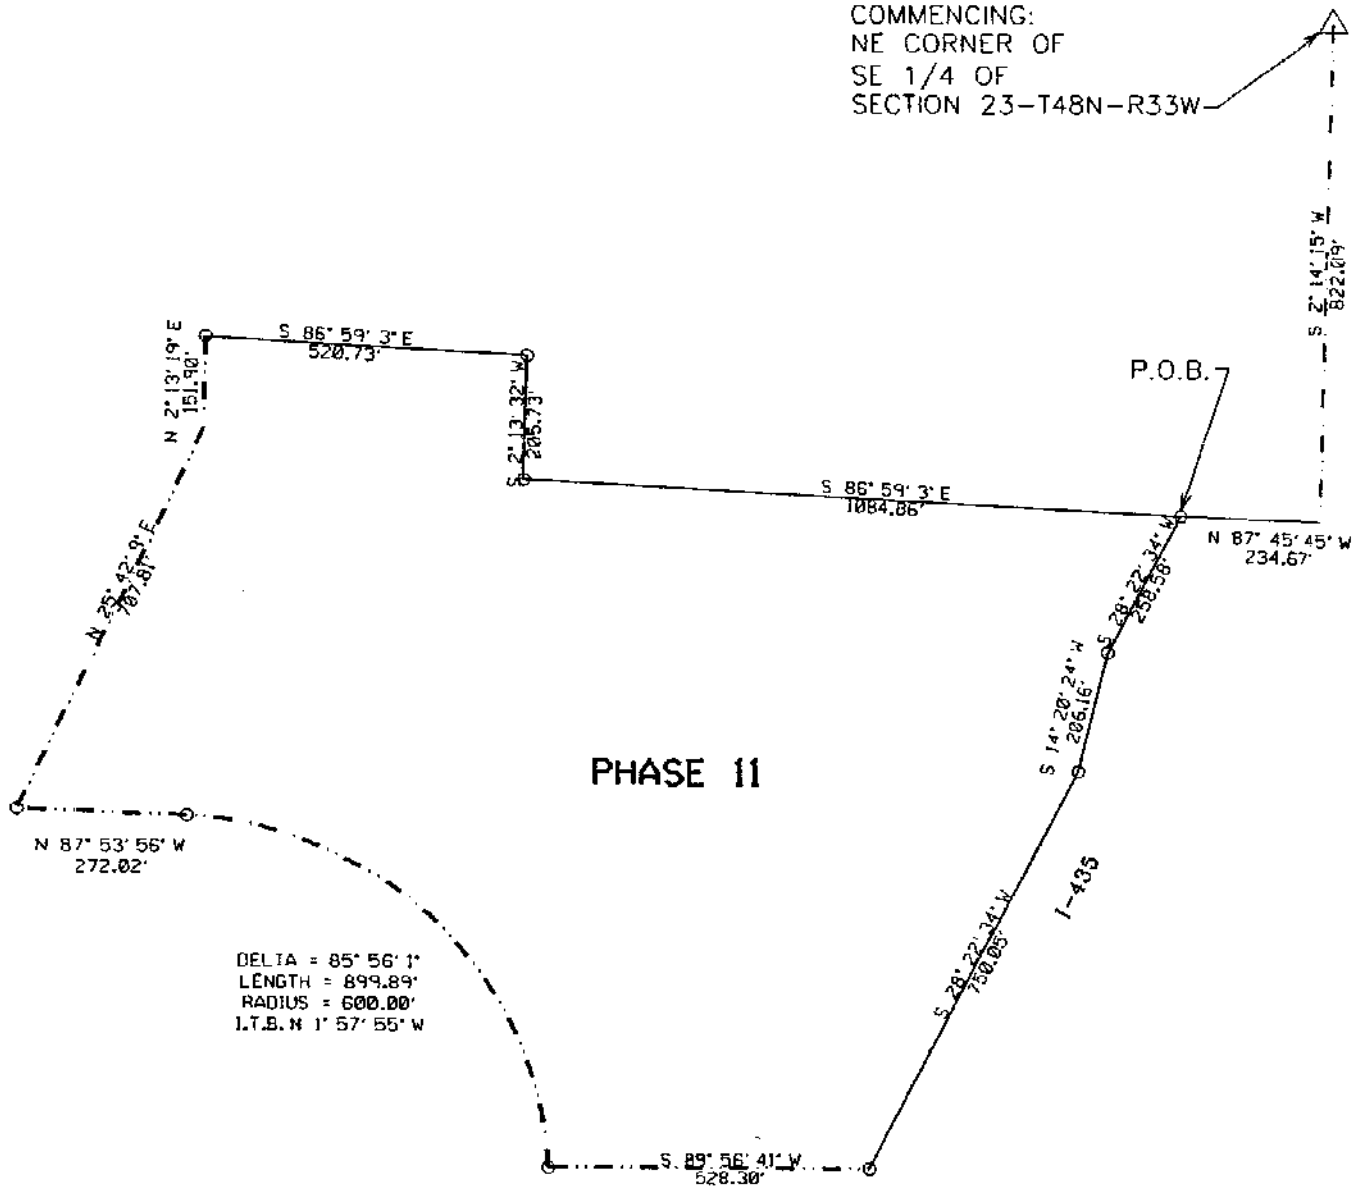 COMMENCING:
NE CORNER OF
SE 1/4 OF
SECTION 23-T48N-R33W
S 2° 14' 15" W
822.09'
P.O.B.
N 2° 13' 19" E
151.90'
S 86° 59' 3" E
520.73'
S 2° 13' 32" W
205.73'
S 86° 59' 3" E
1084.86'
N 87° 45' 45" W
234.67'
S 28° 22' 34" W
258.58'
N 25° 42' 9" E
707.81'
S 14° 20' 24" W
206.16'
PHASE 11
N 87° 53' 56" W
272.02'
I-435
S 28° 22' 34" W
750.05'
DELTA = 85° 56' 1"
LENGTH = 899.89'
RADIUS = 600.00'
I.T.B. N 1° 57' 55" W
S 89° 56' 41" W
528.30'